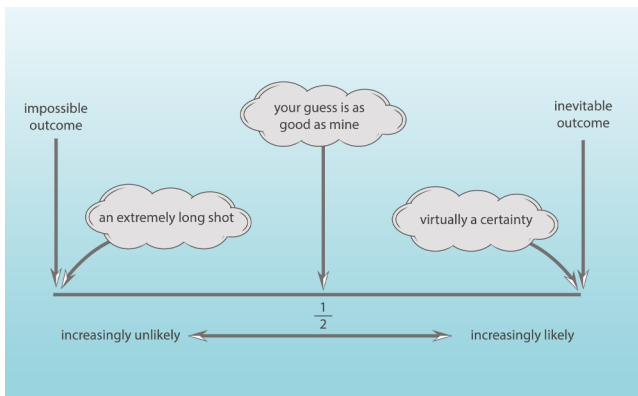 impossible
outcome
your guess is as
good as mine
inevitable
outcome
an extremely long shot
virtually a certainty
1
2
increasingly unlikely
increasingly likely